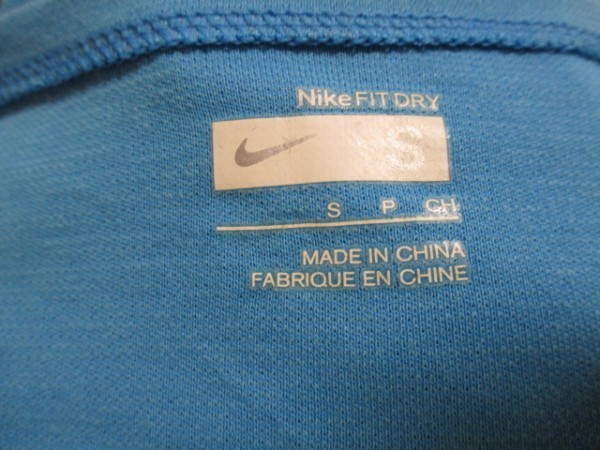 Nike FIT DRY
S
S P CH
MADE IN CHINA
FABRIQUE EN CHINE